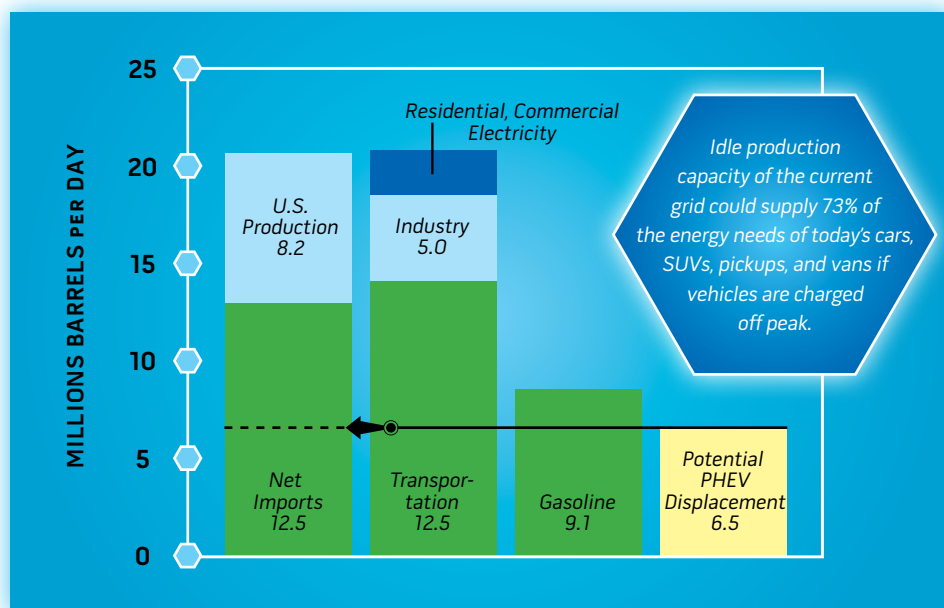 MILLIONS BARRELS PER DAY
25
20
15
10
5
0
U.S.
Production
8.2
Net
Imports
12.5
Residential, Commercial
Electricity
Industry
5.0
Transpor-
tation
12.5
Gasoline
9.1
Potential
PHEV
Displacement
6.5
Idle production
capacity of the current
grid could supply 73% of
the energy needs of today's cars,
SUVs, pickups, and vans if
vehicles are charged
off peak.